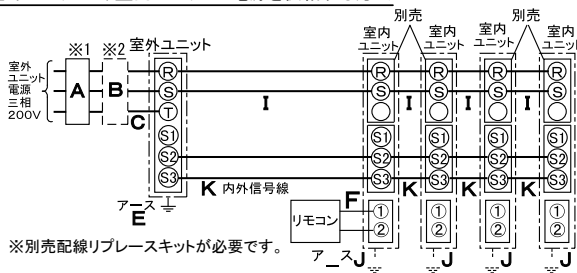 別売
別売
※1
※2
室外ユニット
室内
ユニット
室内
ユニット
室内
ユニット
室内
ユニット
室外
ユニット
電源
三相
200V
A
B
C
R
S
T
S1
S2
S3
I
R
S
S1
S2
S3
I
R
S
S1
S2
S3
I
R
S
S1
S2
S3
I
R
S
S1
S2
S3
K 内外信号線
K
K
K
アース
E
F
リモコン
①
②
①
②
①
②
①
②
※別売配線リプレースキットが必要です。
アース
J
J
J
J